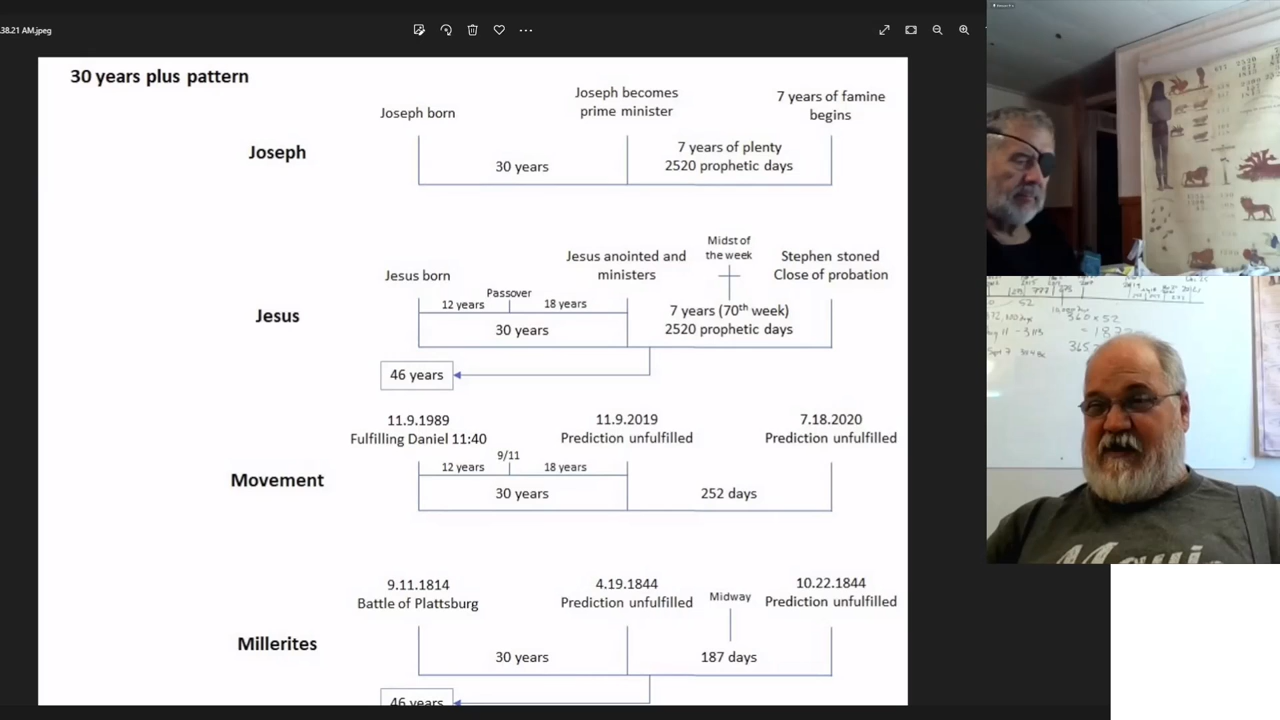 38.21 AM.jpeg
30 years plus pattern
Joseph born
Joseph becomes
prime minister
7 years of famine
begins
Joseph
30 years
7 years of plenty
2520 prophetic days
Jesus born
Jesus anointed and
ministers
Midst of
the week
Stephen stoned
Close of probation
Passover
12 years
18 years
Jesus
30 years
7 years (70th week)
2520 prophetic days
46 years
11.9.1989
Fulfilling Daniel 11:40
11.9.2019
Prediction unfulfilled
7.18.2020
Prediction unfulfilled
9/11
12 years
18 years
Movement
30 years
252 days
9.11.1814
Battle of Plattsburg
4.19.1844
Prediction unfulfilled
Midway
10.22.1844
Prediction unfulfilled
Millerites
30 years
187 days
46 years
2520
360 x 52